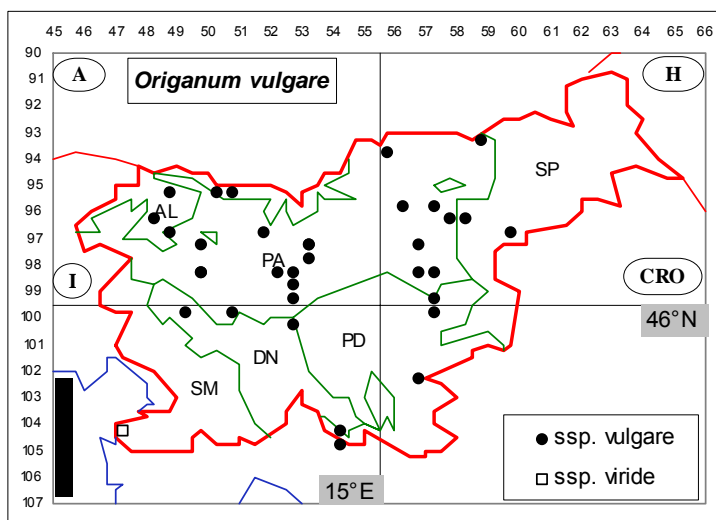 45 46 47 48 49 50 51 52 53 54 55 56 57 58 59 60 61 62 63 64 65 66
90
91
92
93
94
95
96
97
98
99
100
101
102
103
104
105
106
107
A
Origanum vulgare
H
SP
AL
PA
I
CRO
46°N
PD
DN
SM
ssp. vulgare
ssp. viride
15°E